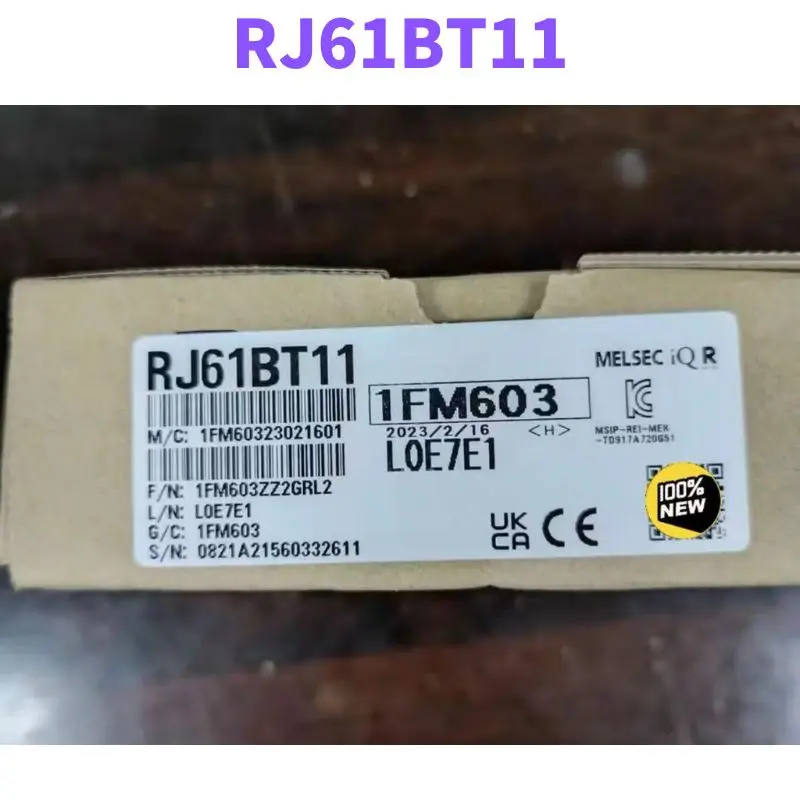 RJ61BT11
RJ61BT11
MELSEC iQ R
1FM603
M/C: 1FM60323021601
2023/2/16 <H>
MSIP-REI-MEK
-TD917A720G51
L0E7E1
F/N: 1FM603ZZ2GRL2
L/N: L0E7E1
G/C: 1FM603
S/N: 0821A21560332611
UK
CA CE
100%
NEW